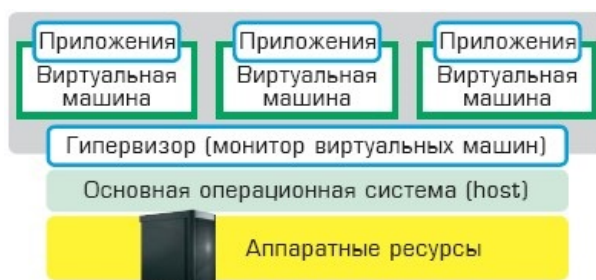 Приложения Приложения Приложения
Виртуальная Виртуальная Виртуальная
машина машина машина
Гипервизор (монитор виртуальных машин)
Основная операционная система (host)
Аппаратные ресурсы